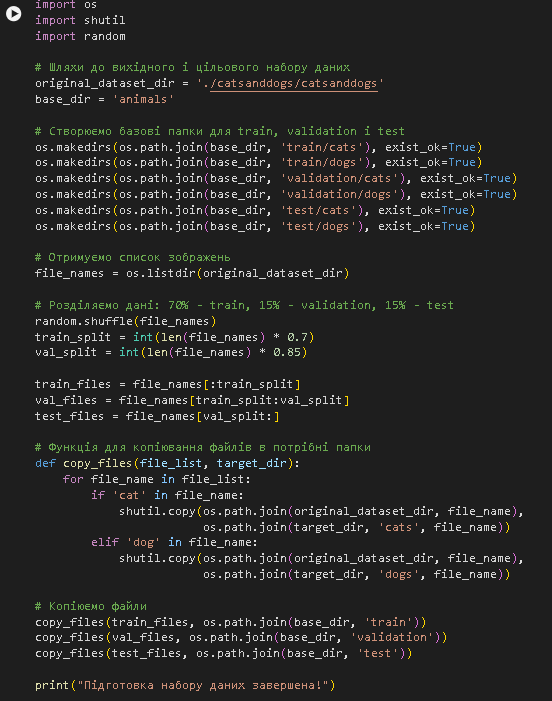 import os
import shutil
import random

# Шляхи до вихідного і цільового набору даних
original_dataset_dir = './catsanddogs/catsanddogs'
base_dir = 'animals'

# Створюємо базові папки для train, validation і test
os.makedirs(os.path.join(base_dir, 'train/cats'), exist_ok=True)
os.makedirs(os.path.join(base_dir, 'train/dogs'), exist_ok=True)
os.makedirs(os.path.join(base_dir, 'validation/cats'), exist_ok=True)
os.makedirs(os.path.join(base_dir, 'validation/dogs'), exist_ok=True)
os.makedirs(os.path.join(base_dir, 'test/cats'), exist_ok=True)
os.makedirs(os.path.join(base_dir, 'test/dogs'), exist_ok=True)

# Отримуємо список зображень
file_names = os.listdir(original_dataset_dir)

# Розділяємо дані: 70% - train, 15% - validation, 15% - test
random.shuffle(file_names)
train_split = int(len(file_names) * 0.7)
val_split = int(len(file_names) * 0.85)

train_files = file_names[:train_split]
val_files = file_names[train_split:val_split]
test_files = file_names[val_split:]

# Функція для копіювання файлів в потрібні папки
def copy_files(file_list, target_dir):
    for file_name in file_list:
        if 'cat' in file_name:
            shutil.copy(os.path.join(original_dataset_dir, file_name),
                        os.path.join(target_dir, 'cats', file_name))
        elif 'dog' in file_name:
            shutil.copy(os.path.join(original_dataset_dir, file_name),
                        os.path.join(target_dir, 'dogs', file_name))

# Копіюємо файли
copy_files(train_files, os.path.join(base_dir, 'train'))
copy_files(val_files, os.path.join(base_dir, 'validation'))
copy_files(test_files, os.path.join(base_dir, 'test'))

print("Підготовка набору даних завершена!")